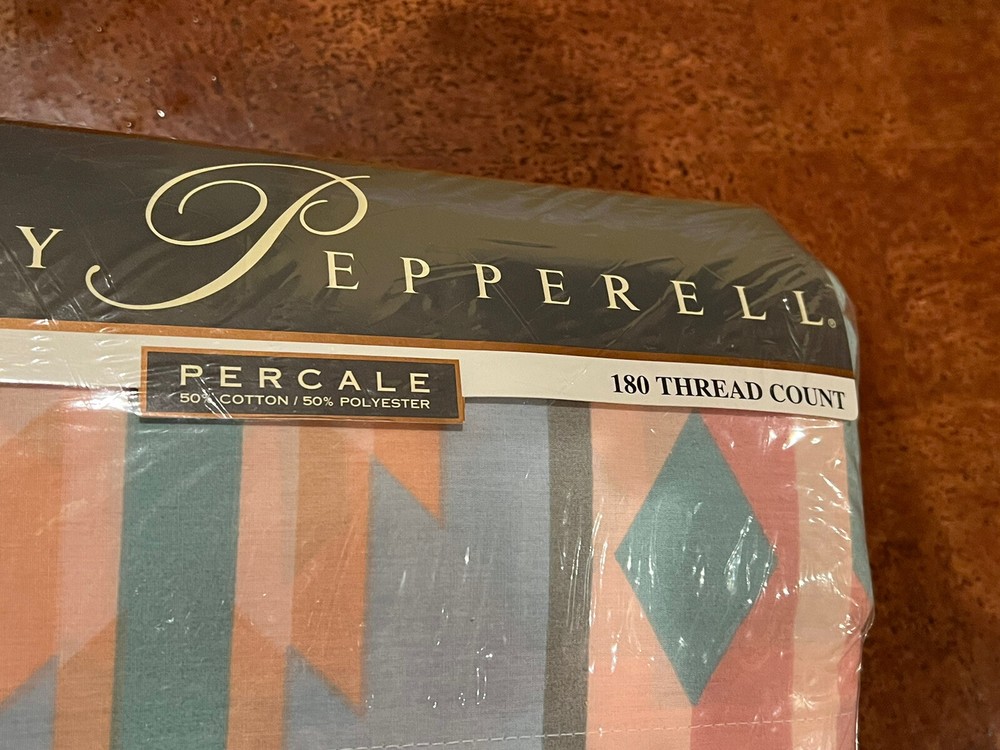 Y PEPPERELL®
PERCALE
50% COTTON / 50% POLYESTER
180 THREAD COUNT